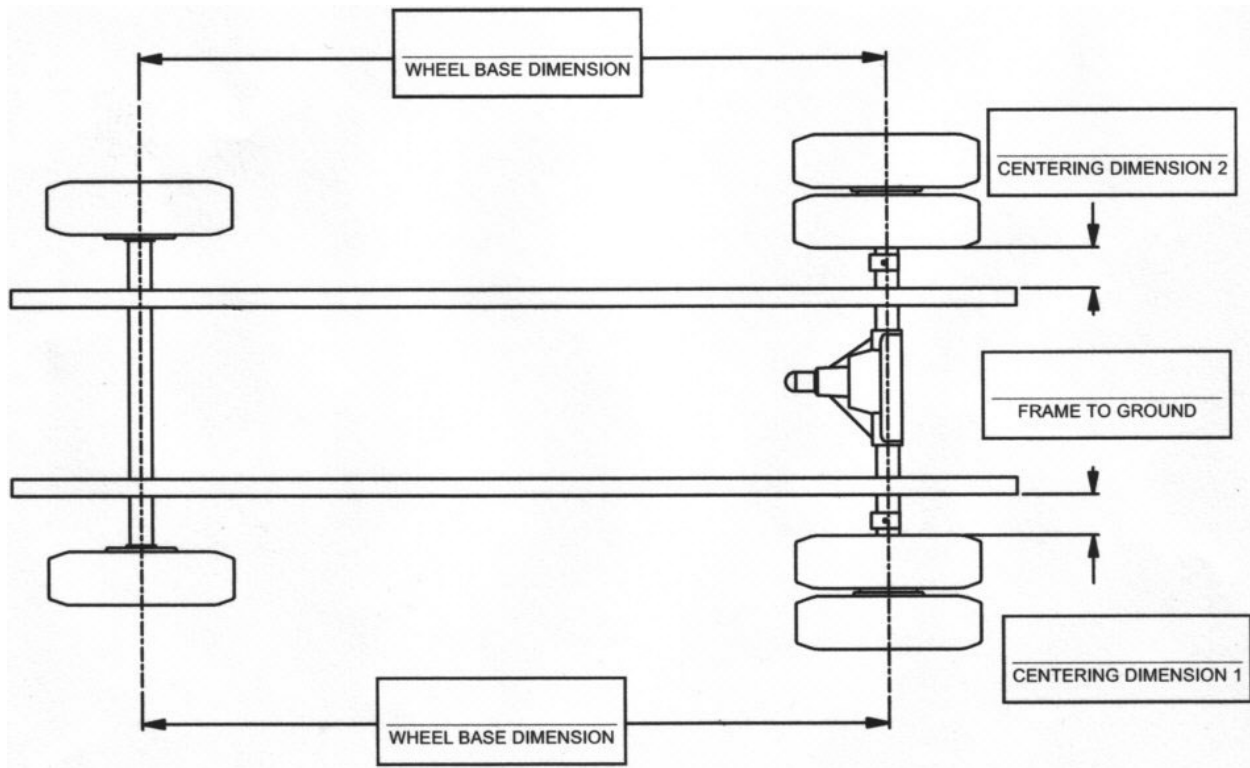 WHEEL BASE DIMENSION
CENTERING DIMENSION 2
FRAME TO GROUND
CENTERING DIMENSION 1
WHEEL BASE DIMENSION